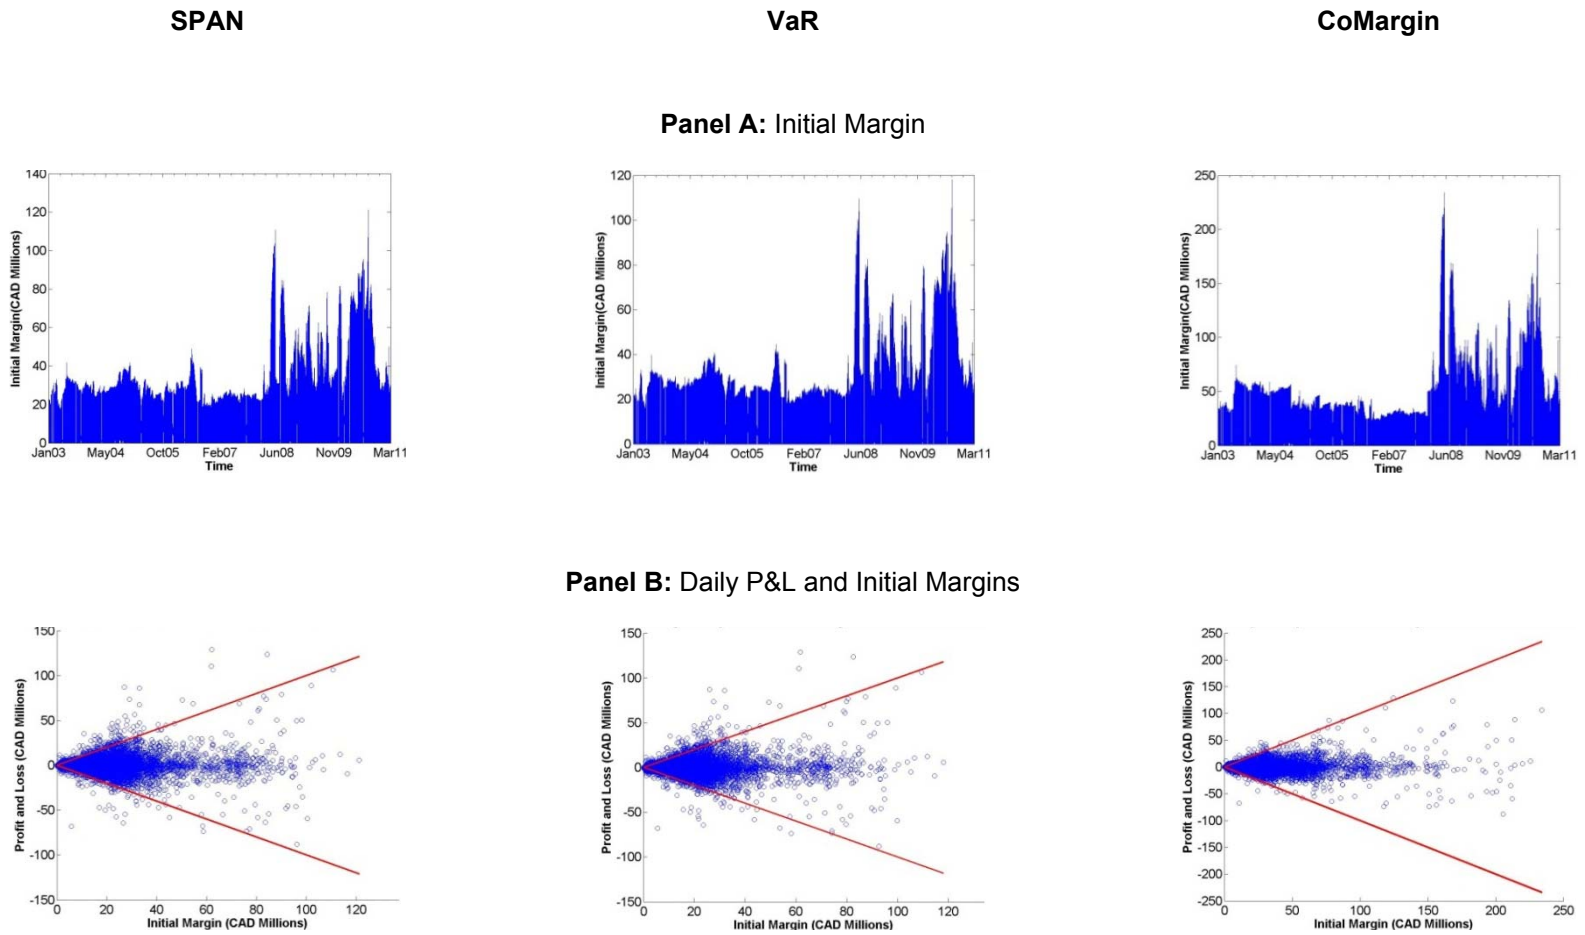 SPAN VaR CoMargin
Panel A: Initial Margin
Initial Margin(CAD Millions)
140
120
100
80
60
40
20
0
Jan03 May04 Oct05 Feb07 Jun08 Nov09 Mar11
Time
Initial Margin(CAD Millions)
120
100
80
60
40
20
0
Jan03 May04 Oct05 Feb07 Jun08 Nov09 Mar11
Time
Initial Margin(CAD Millions)
250
200
150
100
50
0
Jan03 May04 Oct05 Feb07 Jun08 Nov09 Mar11
Time
Panel B: Daily P&L and Initial Margins
Profit and Loss (CAD Millions)
150
100
50
0
-50
-100
-150
0 20 40 60 80 100 120
Initial Margin (CAD Millions)
Profit and Loss (CAD Millions)
150
100
50
0
-50
-100
-150
0 20 40 60 80 100 120
Initial Margin (CAD Millions)
Profit and Loss (CAD Millions)
250
200
150
100
50
0
-50
-100
-150
-200
-250
0 50 100 150 200 250
Initial Margin (CAD Millions)